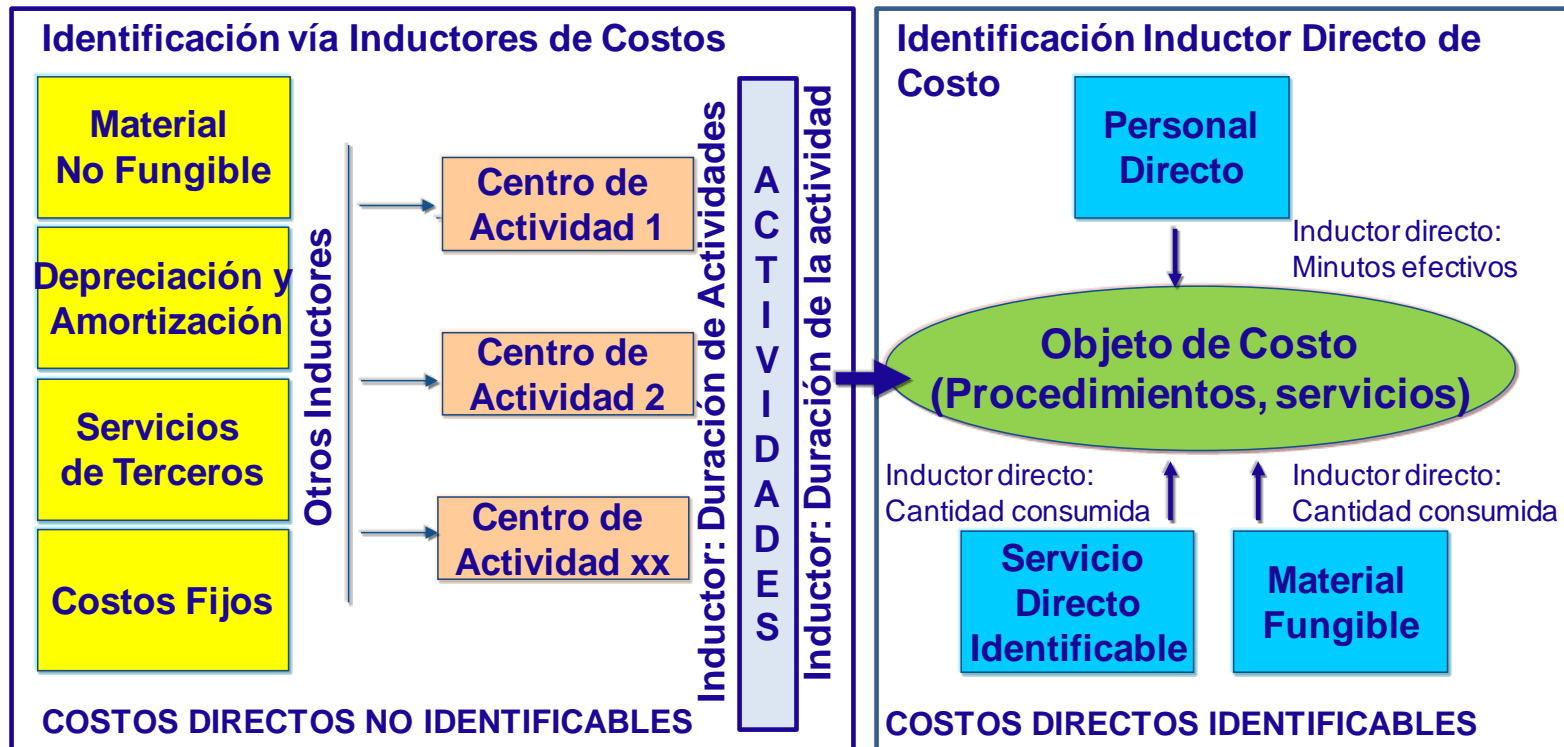 Identificación vía Inductores de Costos
Material
No Fungible
Depreciación y
Amortización
Servicios
de Terceros
Costos Fijos
Otros Inductores
Centro de
Actividad 1
Centro de
Actividad 2
Centro de
Actividad xx
Inductor: Duración de Actividades
ACTIVIDADES
Inductor: Duración de la actividad
COSTOS DIRECTOS NO IDENTIFICABLES
Identificación Inductor Directo de
Costo
Personal
Directo
Inductor directo:
Minutos efectivos
Objeto de Costo
(Procedimientos, servicios)
Inductor directo:
Cantidad consumida
Inductor directo:
Cantidad consumida
Servicio
Directo
Identificable
Material
Fungible
COSTOS DIRECTOS IDENTIFICABLES